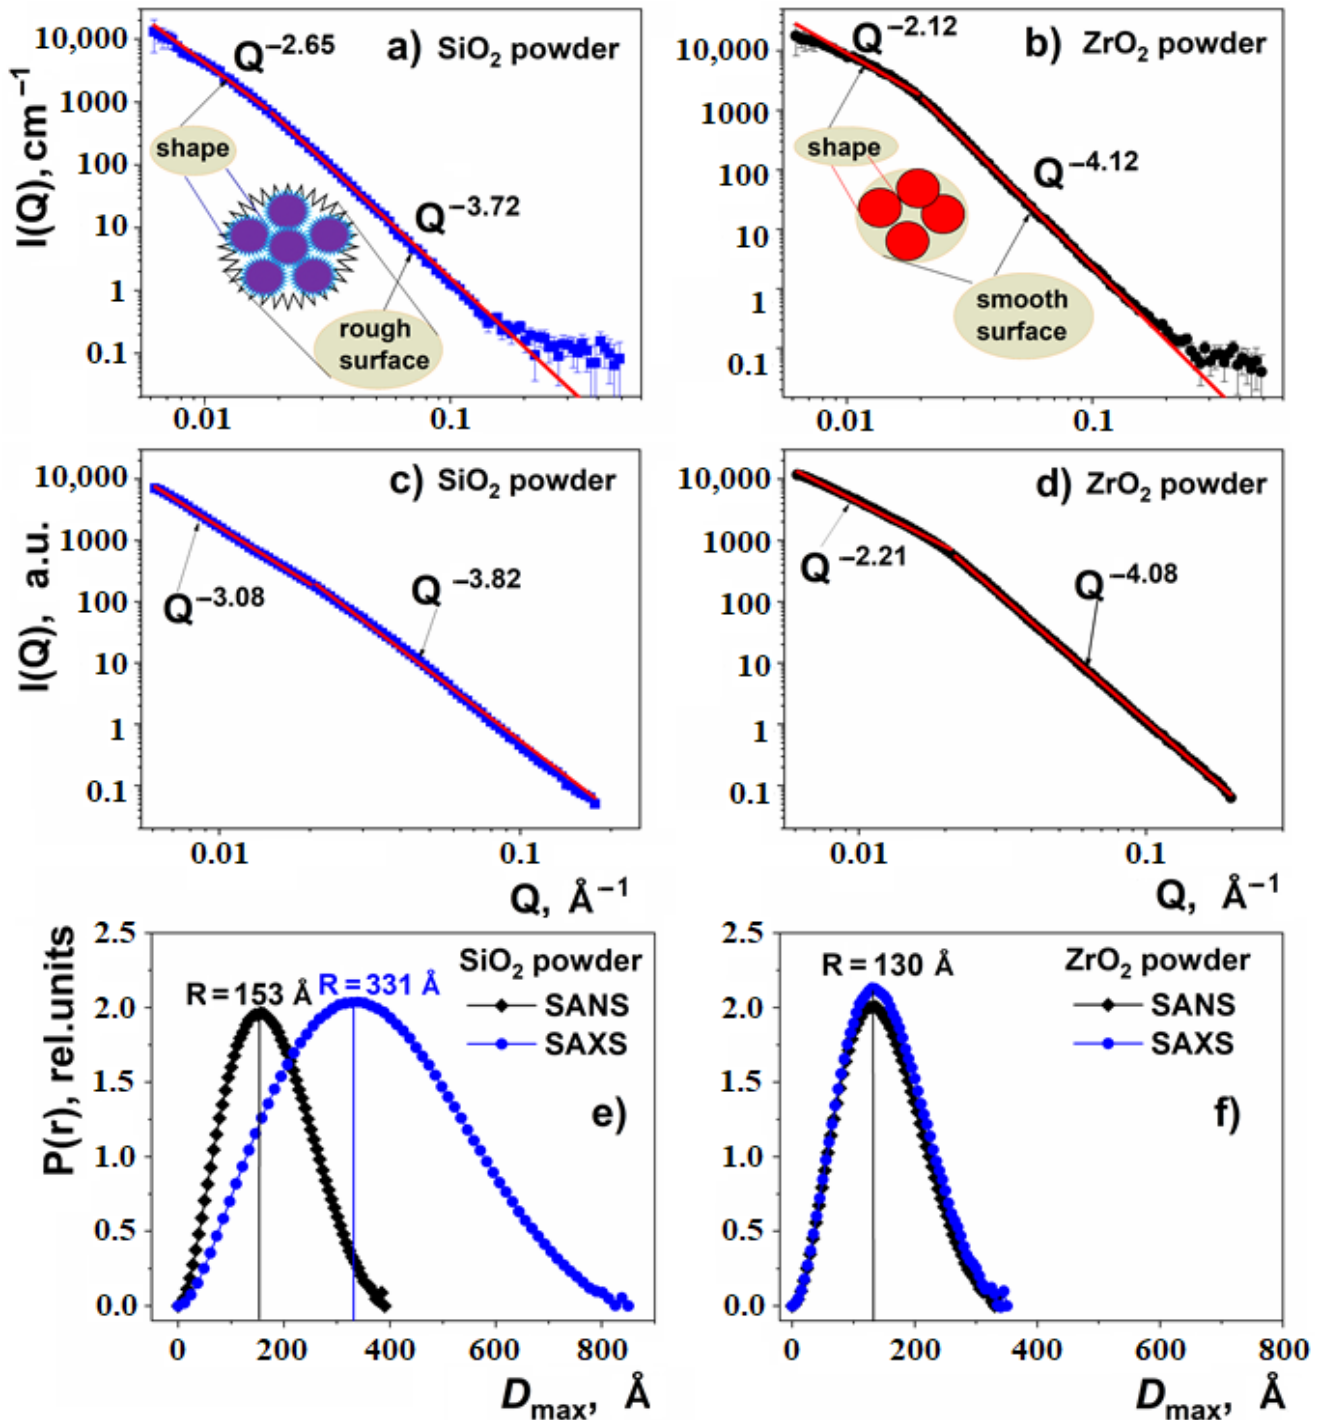 a) SiO₂ powder
I(Q), cm⁻¹
10,000
1000
100
10
1
0.1
Q⁻²·⁶⁵
shape
Q⁻³·⁷²
rough
surface
0.01 0.1
b) ZrO₂ powder
10,000
1000
100
10
1
0.1
Q⁻²·¹²
shape
Q⁻⁴·¹²
smooth
surface
0.01 0.1
c) SiO₂ powder
I(Q), a.u.
10,000
1000
100
10
1
0.1
Q⁻³·⁰⁸
Q⁻³·⁸²
0.01 0.1
Q, Å⁻¹
d) ZrO₂ powder
10,000
1000
100
10
1
0.1
Q⁻²·²¹
Q⁻⁴·⁰⁸
0.01 0.1
Q, Å⁻¹
P(r), rel.units
2.5
2.0
1.5
1.0
0.5
0.0
SiO₂ powder
SANS
SAXS
R = 153 Å
R = 331 Å
e)
0 200 400 600 800
Dmax, Å
2.5
2.0
1.5
1.0
0.5
0.0
ZrO₂ powder
SANS
SAXS
R = 130 Å
f)
0 200 400 600 800
Dmax, Å